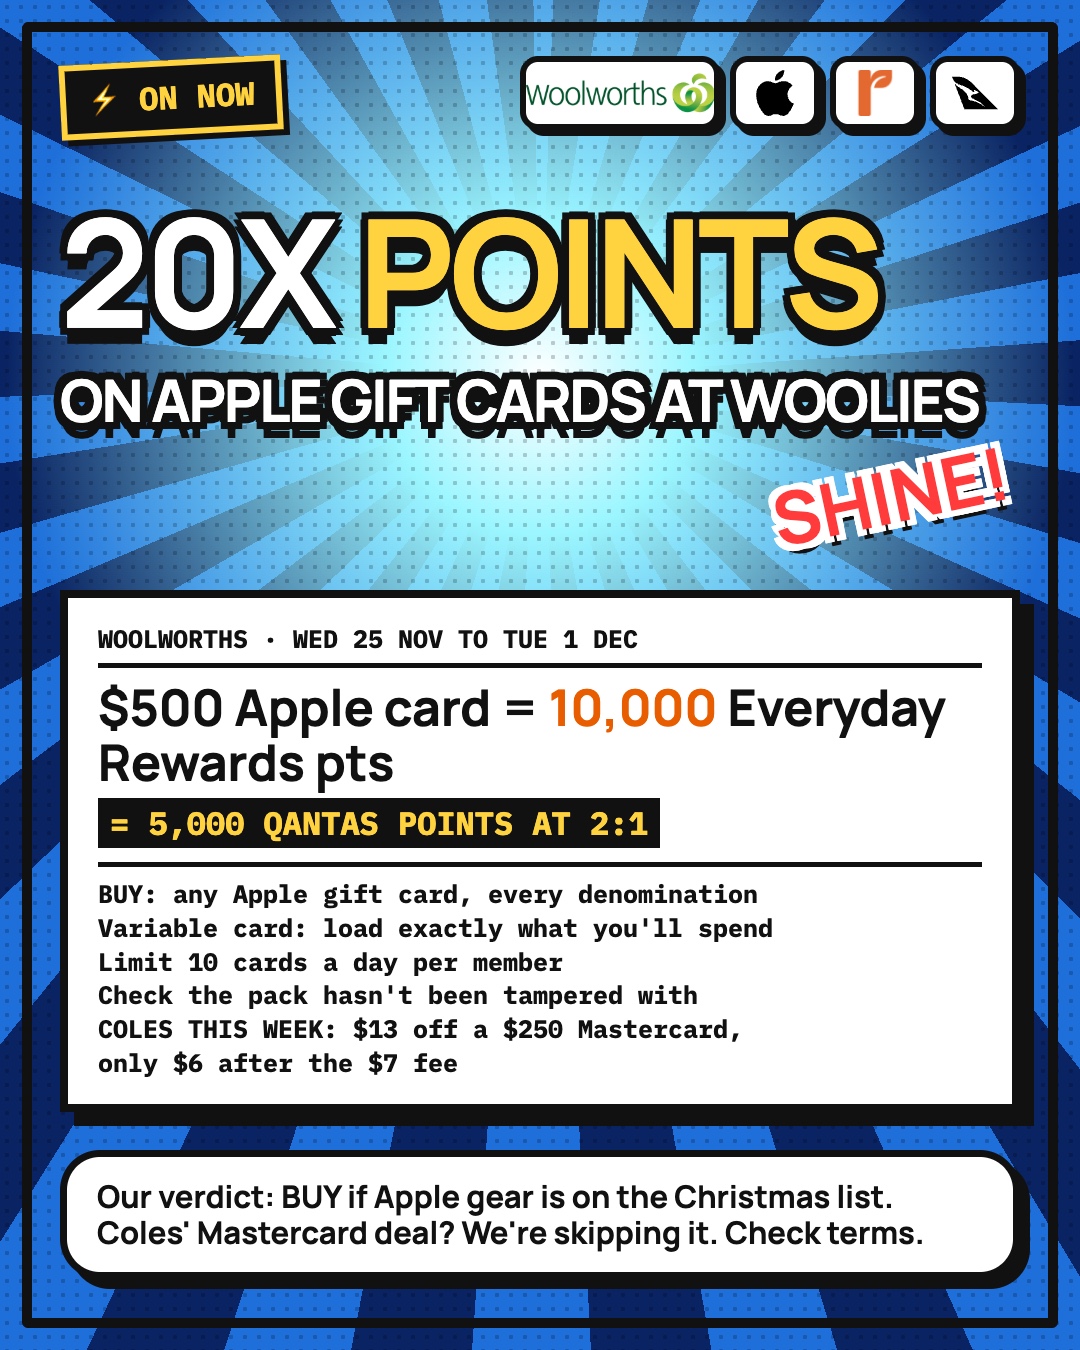 ⚡ ON NOW
Woolworths
r
20X POINTS
ON APPLE GIFT CARDS AT WOOLIES
SHINE!
WOOLWORTHS · WED 25 NOV TO TUE 1 DEC
$500 Apple card = 10,000 Everyday
Rewards pts
= 5,000 QANTAS POINTS AT 2:1
BUY: any Apple gift card, every denomination
Variable card: load exactly what you'll spend
Limit 10 cards a day per member
Check the pack hasn't been tampered with
COLES THIS WEEK: $13 off a $250 Mastercard,
only $6 after the $7 fee
Our verdict: BUY if Apple gear is on the Christmas list.
Coles' Mastercard deal? We're skipping it. Check terms.